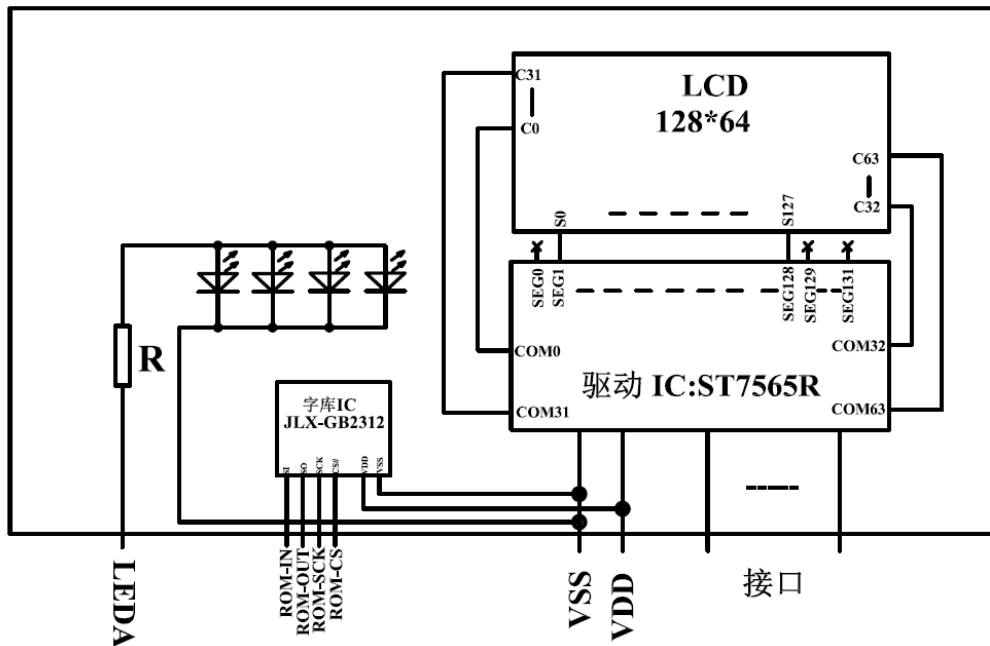 LCD
128*64
C31
C0
C63
C32
S0
S127
SEG0
SEG1
SEG128
SEG129
SEG131
COM0
COM31
COM32
COM63
驱动 IC:ST7565R
R
字库IC
JLX-GB2312
SI
SO
SCK
CS#
VDD
VSS
LEDA
ROM-IN
ROM-OUT
ROM-SCK
ROM-CS
VSS
VDD
接口